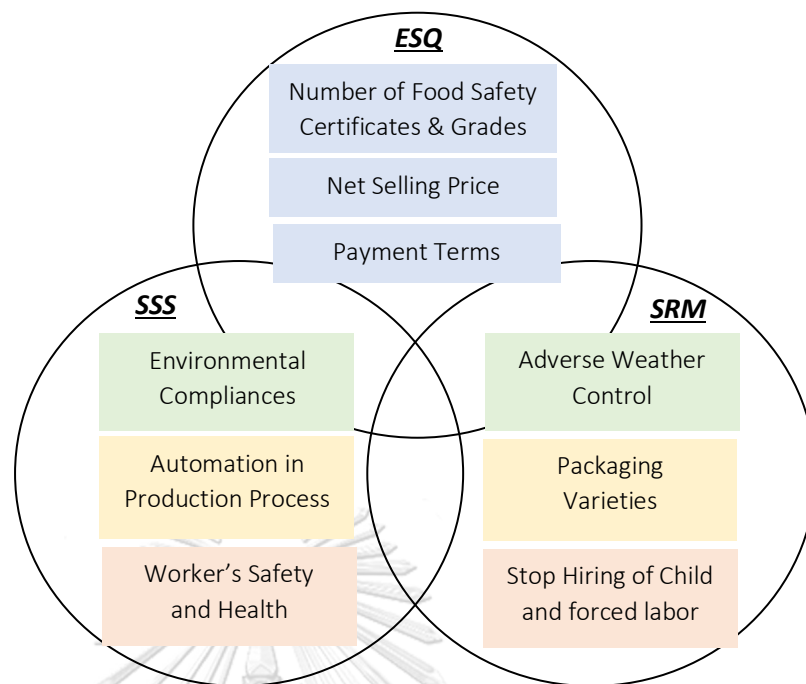 ESQ
Number of Food Safety
Certificates & Grades
Net Selling Price
Payment Terms
SSS
Environmental
Compliances
Automation in
Production Process
Worker's Safety
and Health
SRM
Adverse Weather
Control
Packaging
Varieties
Stop Hiring of Child
and forced labor